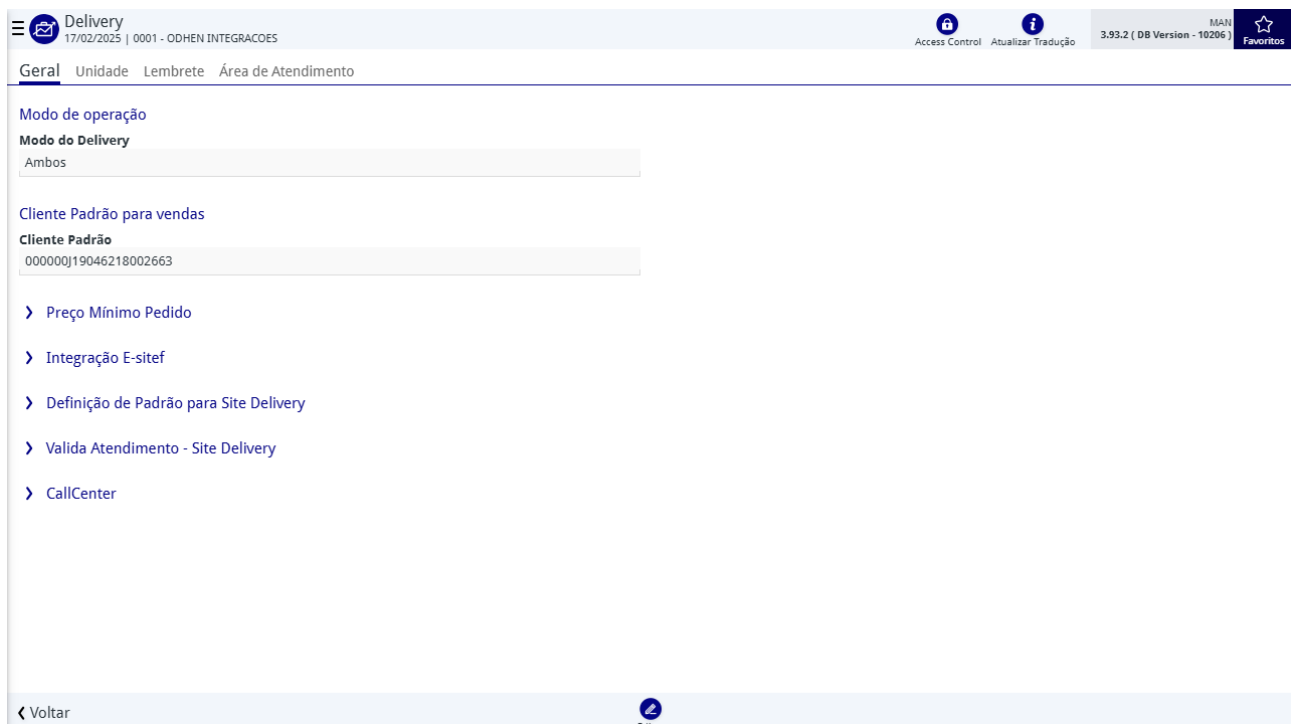 Delivery
17/02/2025 | 0001 - ODHEN INTEGRACOES
Access Control
Atualizar Tradução
MAN
3.93.2 ( DB Version - 10206 )
Favoritos
Geral Unidade Lembrete Área de Atendimento
Modo de operação
Modo do Delivery
Ambos
Cliente Padrão para vendas
Cliente Padrão
000000J19046218002663
Preço Mínimo Pedido
Integração E-sitef
Definição de Padrão para Site Delivery
Valida Atendimento - Site Delivery
CallCenter
Voltar